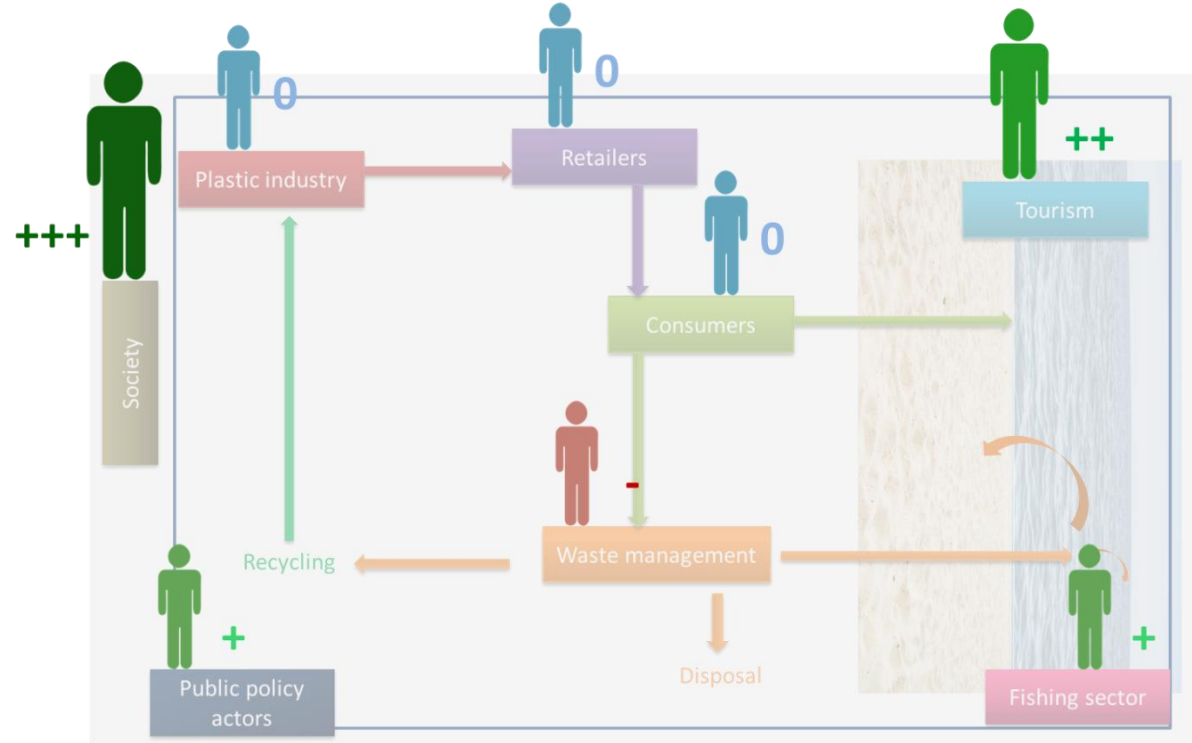 0
0
++
Plastic industry
Retailers
Tourism
+++
0
Society
Consumers
-
Waste management
Recycling
+
+
Disposal
Public policy
actors
Fishing sector